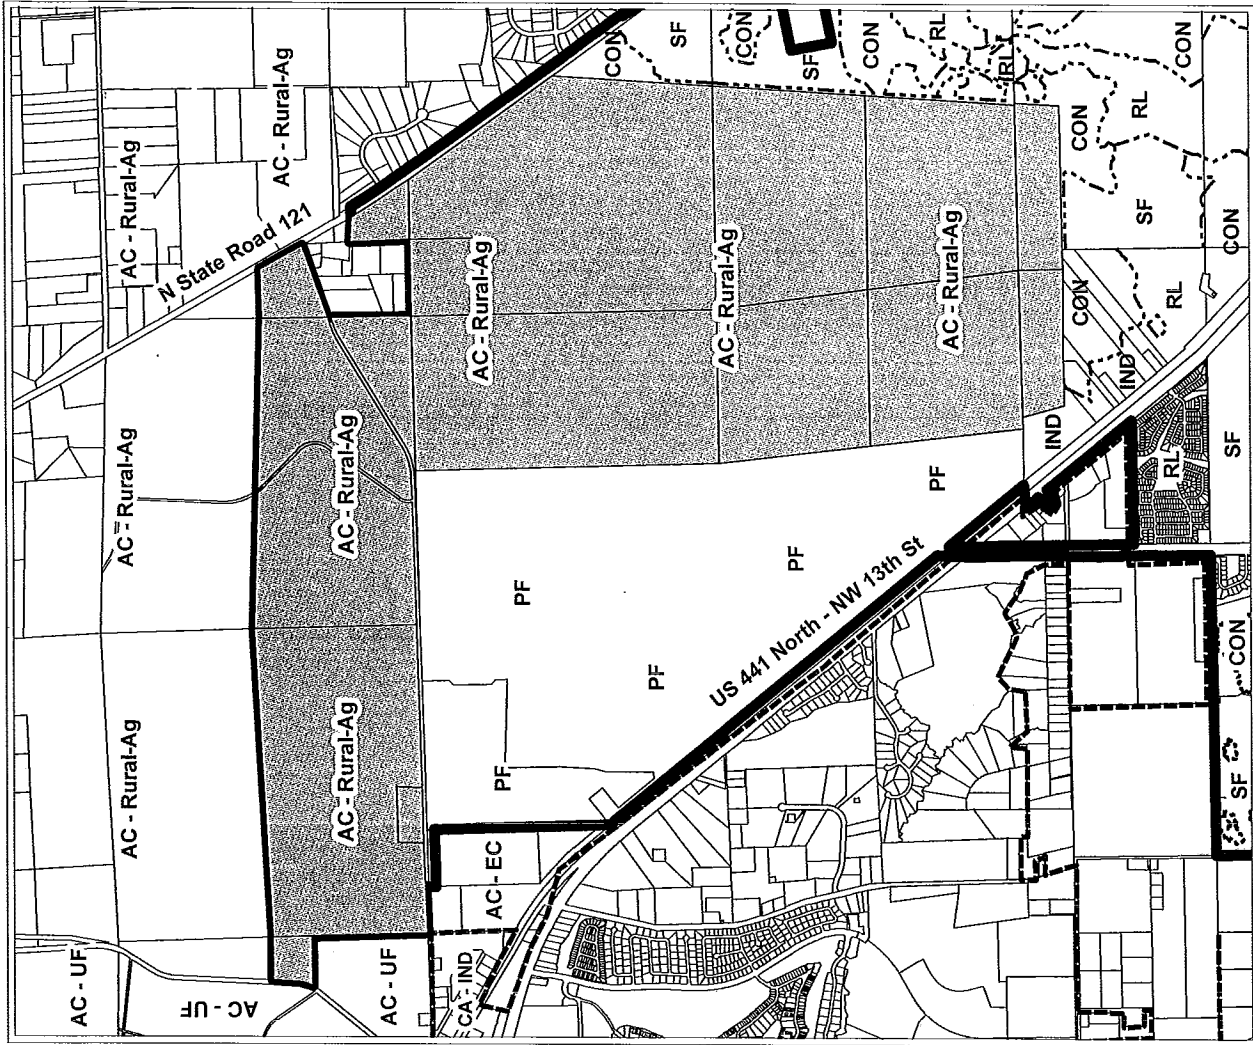 CON
SF
CON
SF
CON
RL
RL
CON
AC - Rural-Ag
AC - Rural-Ag
N State Road 121
CON
RL
SF
CON
AC - Rural-Ag
AC - Rural-Ag
AC - Rural-Ag
CON
RL
IND
IND
RL
SF
AC - Rural-Ag
AC - Rural-Ag
PF
PF
PF
PF
US 441 North - NW 13th St
CON
SF
AC - Rural-Ag
AC - Rural-Ag
PF
AC - EC
AC - UF
AC - UF
AC - UF
CA - IND